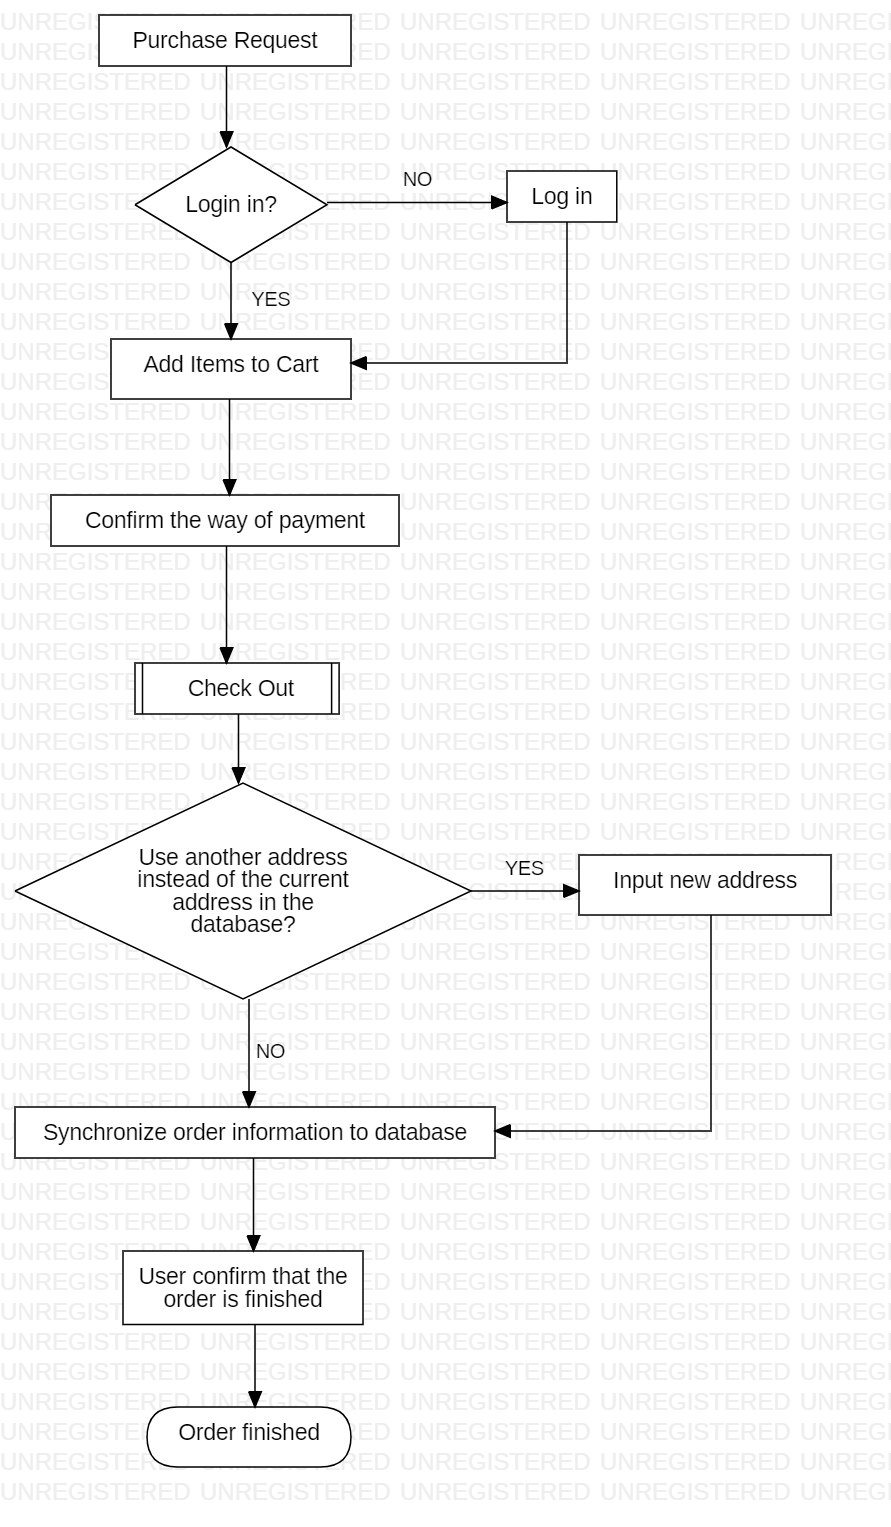 Purchase Request
Login in?
NO
Log in
YES
Add Items to Cart
Confirm the way of payment
Check Out
Use another address
instead of the current
address in the
database?
YES
Input new address
NO
Synchronize order information to database
User confirm that the
order is finished
Order finished
UNREGISTERED